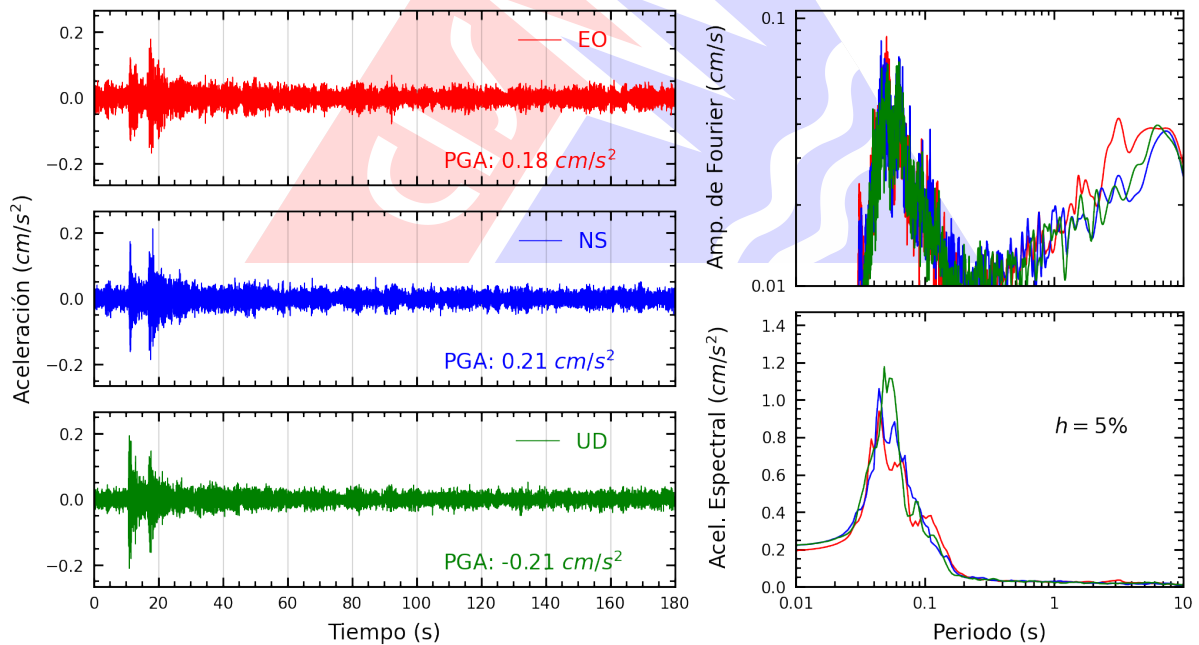 Aceleración (cm/s²)
0.2
0.0
−0.2
EO
PGA: 0.18 cm/s²
0.2
0.0
−0.2
NS
PGA: 0.21 cm/s²
0.2
0.0
−0.2
UD
PGA: -0.21 cm/s²
0 20 40 60 80 100 120 140 160 180
Tiempo (s)
Amp. de Fourier (cm/s)
0.1
0.01
Acel. Espectral (cm/s²)
1.4
1.2
1.0
0.8
0.6
0.4
0.2
0.0
h = 5%
0.01 0.1 1 10
Periodo (s)